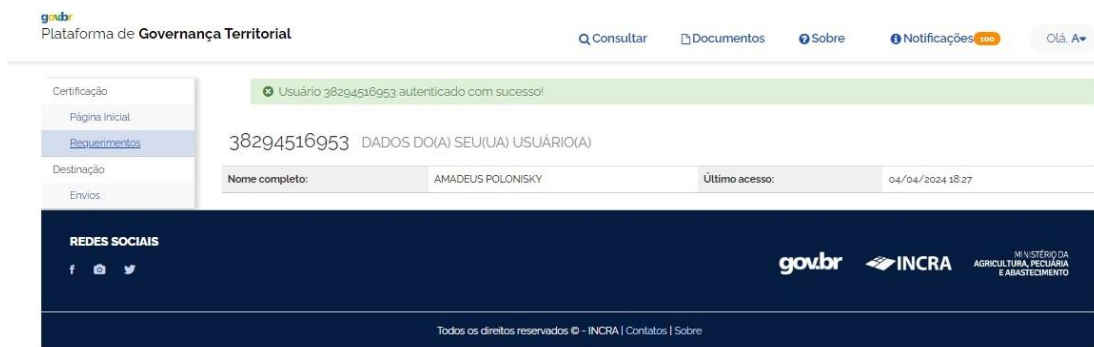 gov.br
Plataforma de Governança Territorial
Consultar Documentos Sobre Notificações 100 Olá, A
Certificação
Usuário 38294516953 autenticado com sucesso!
Página Inicial
Requerimentos
38294516953 DADOS DO(A) SEU(UA) USUÁRIO(A)
Destinação
Nome completo: AMADEUS POLONISKY Último acesso: 04/04/2024 18:27
Envios
REDES SOCIAIS
gov.br INCRA MINISTÉRIO DA
AGRICULTURA, PECUÁRIA
E ABASTECIMENTO
Todos os direitos reservados © - INCRA | Contatos | Sobre